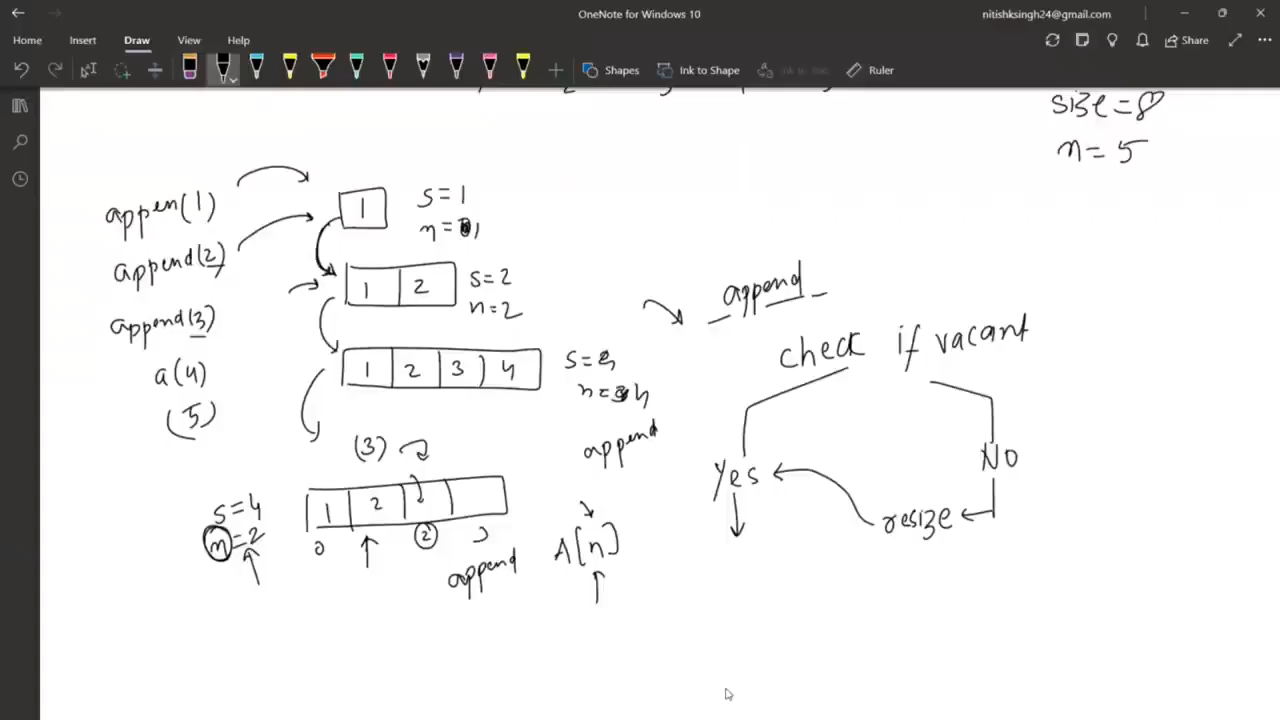 OneNote for Windows 10
nitishksingh24@gmail.com
Home Insert Draw View Help
Share
Shapes
Ink to Shape
Ruler
size = 8
n = 5
appen(1)
1
s = 1
append(2)
1 2
s = 2
n = 2
append(3)
1 2 3 4
a(4)
(5)
append
check if vacant
Yes
No
resize
append
(3)
s = 4
n = 2
1 2
0
2
append
A[n]